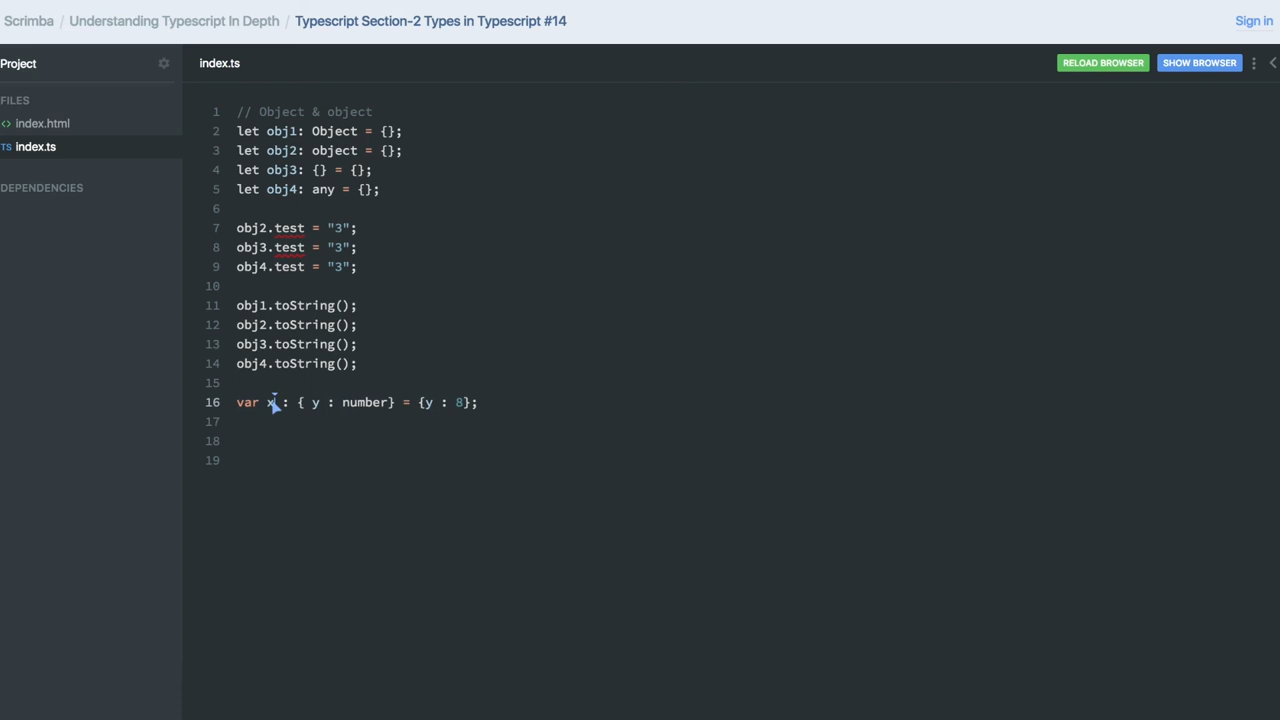 Scrimba / Understanding Typescript In Depth / Typescript Section-2 Types in Typescript #14
Sign in
Project
index.ts
RELOAD BROWSER
SHOW BROWSER
FILES
<> index.html
TS index.ts
DEPENDENCIES
1 // Object & object
2 let obj1: Object = {};
3 let obj2: object = {};
4 let obj3: {} = {};
5 let obj4: any = {};
6
7 obj2.test = "3";
8 obj3.test = "3";
9 obj4.test = "3";
10
11 obj1.toString();
12 obj2.toString();
13 obj3.toString();
14 obj4.toString();
15
16 var x : { y : number} = {y : 8};
17
18
19